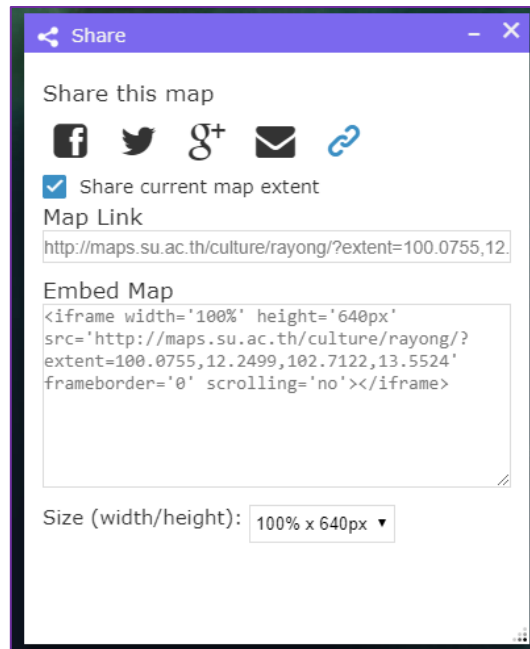 Share
Share this map
Share current map extent
Map Link
http://maps.su.ac.th/culture/rayong/?extent=100.0755,12.
Embed Map
<iframe width='100%' height='640px'
src='http://maps.su.ac.th/culture/rayong/?
extent=100.0755,12.2499,102.7122,13.5524'
frameborder='0' scrolling='no'></iframe>
Size (width/height): 100% x 640px